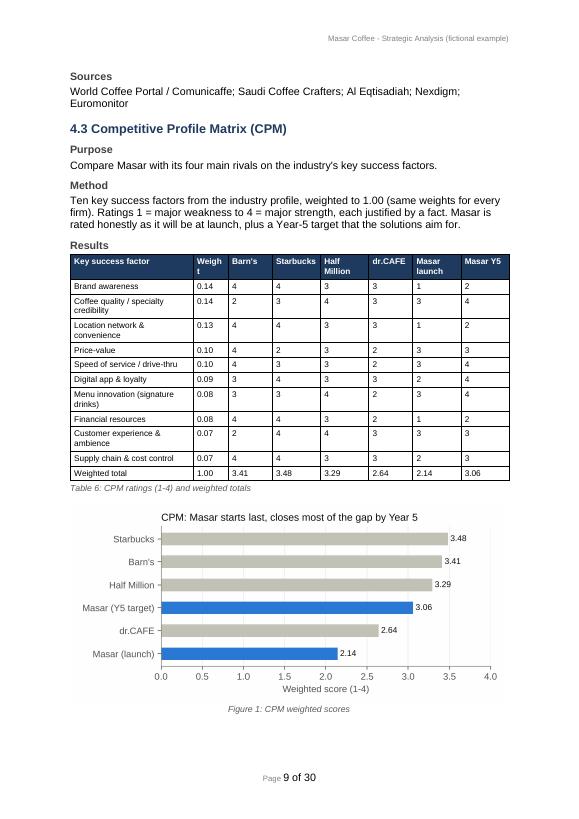 Masar Coffee - Strategic Analysis (fictional example)
Sources
World Coffee Portal / Comunicaffe; Saudi Coffee Crafters; Al Eqtisadiah; Nexdigm;
Euromonitor
4.3 Competitive Profile Matrix (CPM)
Purpose
Compare Masar with its four main rivals on the industry's key success factors.
Method
Ten key success factors from the industry profile, weighted to 1.00 (same weights for every
firm). Ratings 1 = major weakness to 4 = major strength, each justified by a fact. Masar is
rated honestly as it will be at launch, plus a Year-5 target that the solutions aim for.
Results
Key success factor Weigh Barn's Starbucks Half dr.CAFE Masar Masar Y5
t Million launch
Brand awareness 0.14 4 4 3 3 1 2
Coffee quality / specialty 0.14 2 3 4 3 3 4
credibility
Location network & 0.13 4 4 3 3 1 2
convenience
Price-value 0.10 4 2 3 2 3 3
Speed of service / drive-thru 0.10 4 3 3 2 3 4
Digital app & loyalty 0.09 3 4 3 3 2 4
Menu innovation (signature 0.08 3 3 4 2 3 4
drinks)
Financial resources 0.08 4 4 3 2 1 2
Customer experience & 0.07 2 4 4 3 3 3
ambience
Supply chain & cost control 0.07 4 4 3 3 2 3
Weighted total 1.00 3.41 3.48 3.29 2.64 2.14 3.06
Table 6: CPM ratings (1-4) and weighted totals
CPM: Masar starts last, closes most of the gap by Year 5
Starbucks 3.48
Barn's 3.41
Half Million 3.29
Masar (Y5 target) 3.06
dr.CAFE 2.64
Masar (launch) 2.14
0.0 0.5 1.0 1.5 2.0 2.5 3.0 3.5 4.0
Weighted score (1-4)
Figure 1: CPM weighted scores
Page 9 of 30